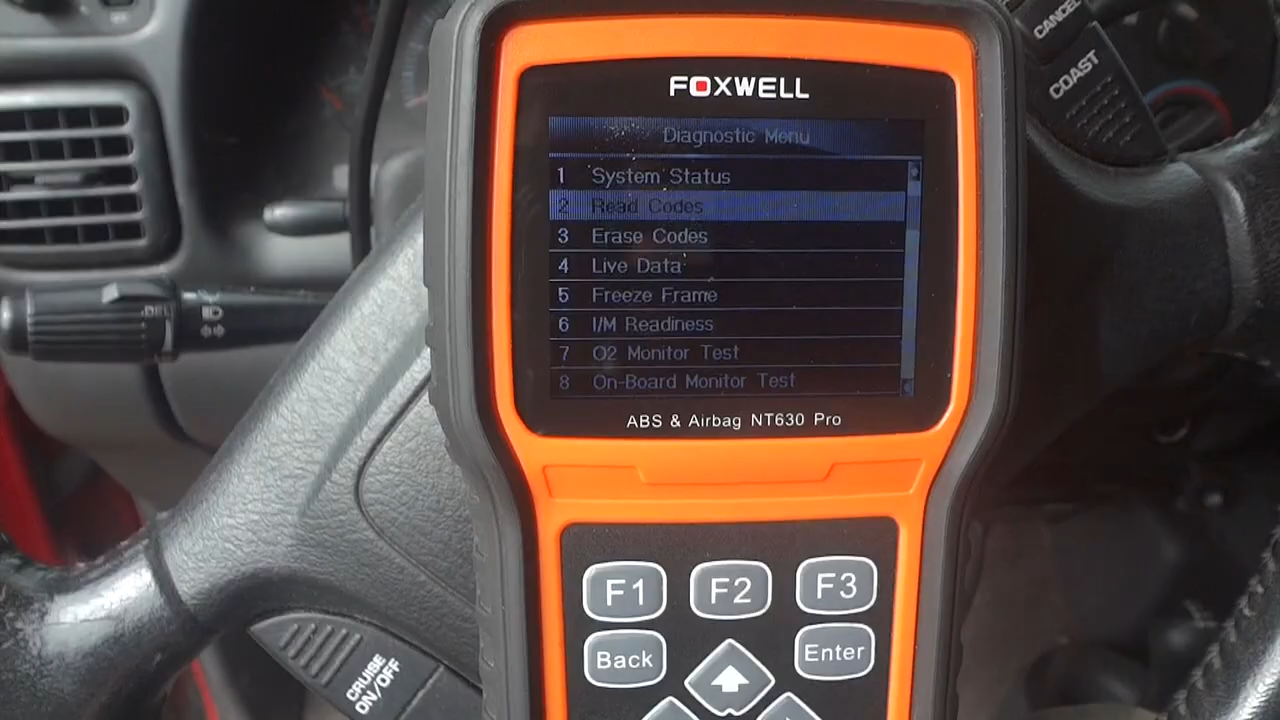 CANCEL
COAST
FOXWELL
Diagnostic Menu
1 System Status
2 Read Codes
3 Erase Codes
4 Live Data
5 Freeze Frame
6 I/M Readiness
7 O2 Monitor Test
8 On-Board Monitor Test
ABS & Airbag NT630 Pro
F1 F2 F3
Back Enter
CRUISE
ON/OFF